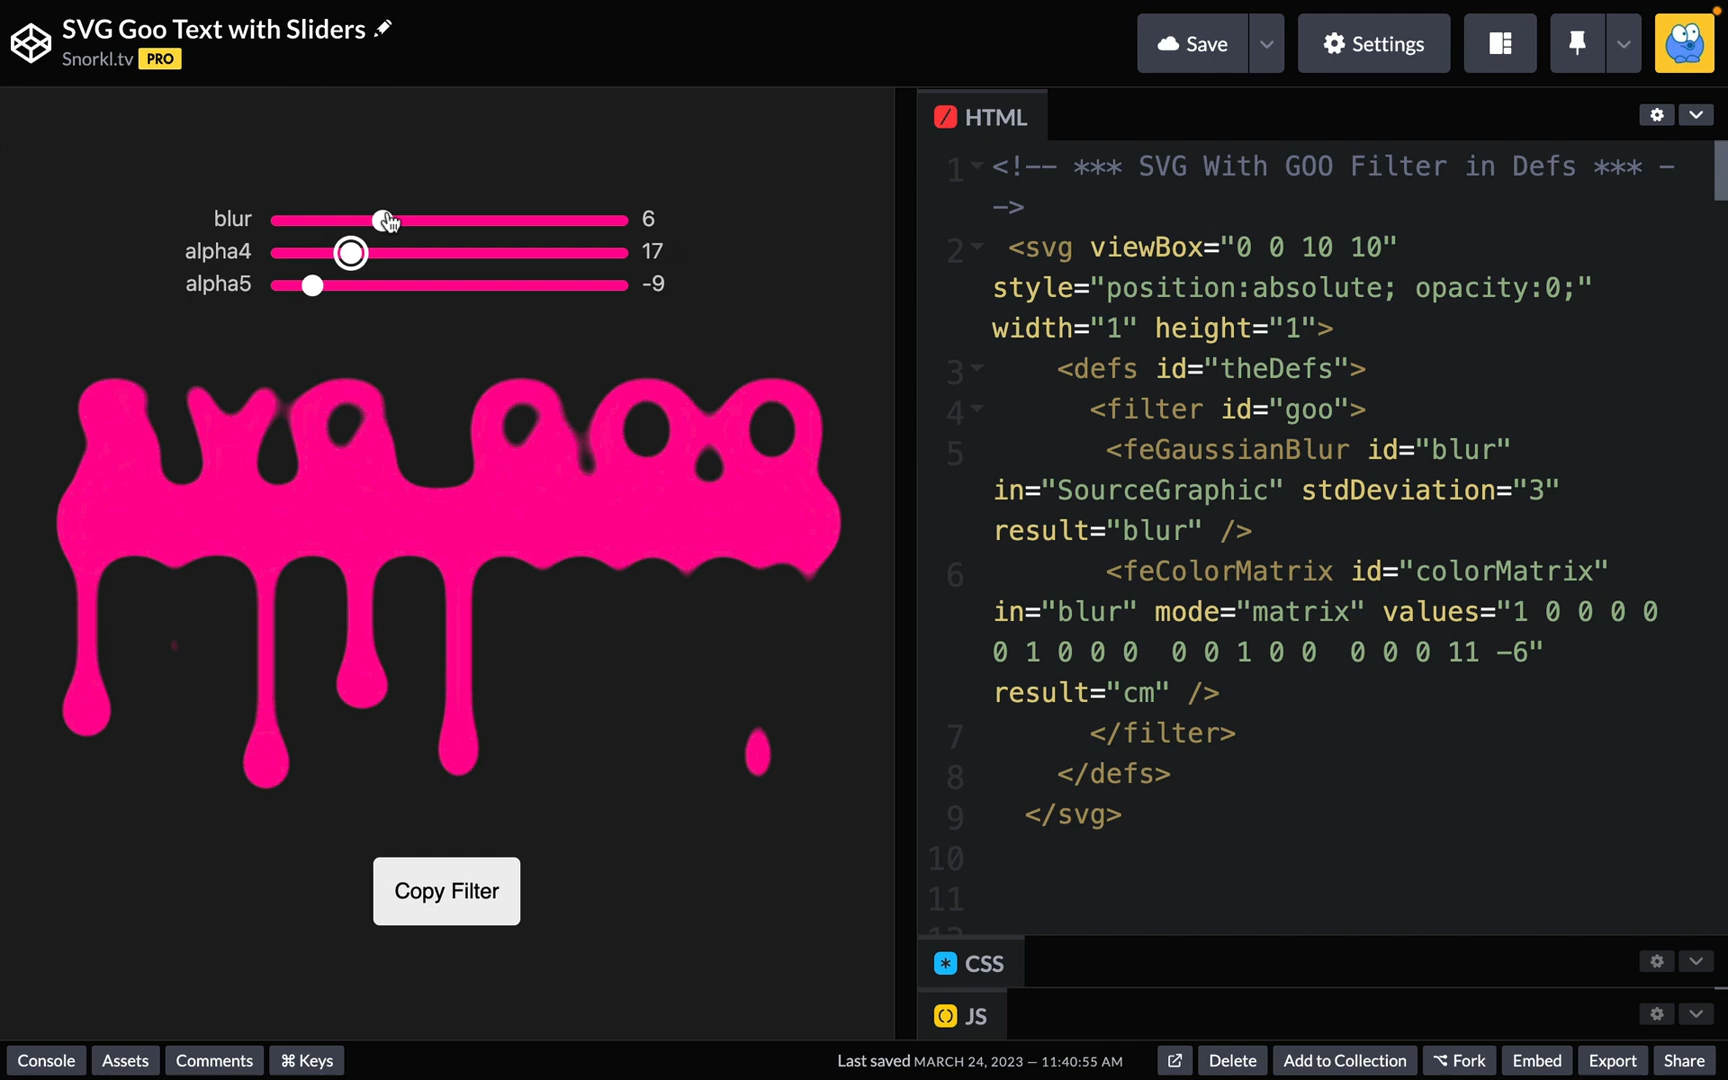 SVG Goo Text with Sliders
Snorkl.tv PRO
Save
Settings
blur 6
alpha4 17
alpha5 -9
Copy Filter
HTML
1 <!-- *** SVG With GOO Filter in Defs *** -
->
2 <svg viewBox="0 0 10 10"
style="position:absolute; opacity:0;"
width="1" height="1">
3 <defs id="theDefs">
4 <filter id="goo">
5 <feGaussianBlur id="blur"
in="SourceGraphic" stdDeviation="3"
result="blur" />
6 <feColorMatrix id="colorMatrix"
in="blur" mode="matrix" values="1 0 0 0 0
0 1 0 0 0  0 0 1 0 0  0 0 0 11 -6"
result="cm" />
7 </filter>
8 </defs>
9 </svg>
10
11
CSS
JS
Console Assets Comments ⌘ Keys Last saved MARCH 24, 2023 — 11:40:55 AM Delete Add to Collection Fork Embed Export Share